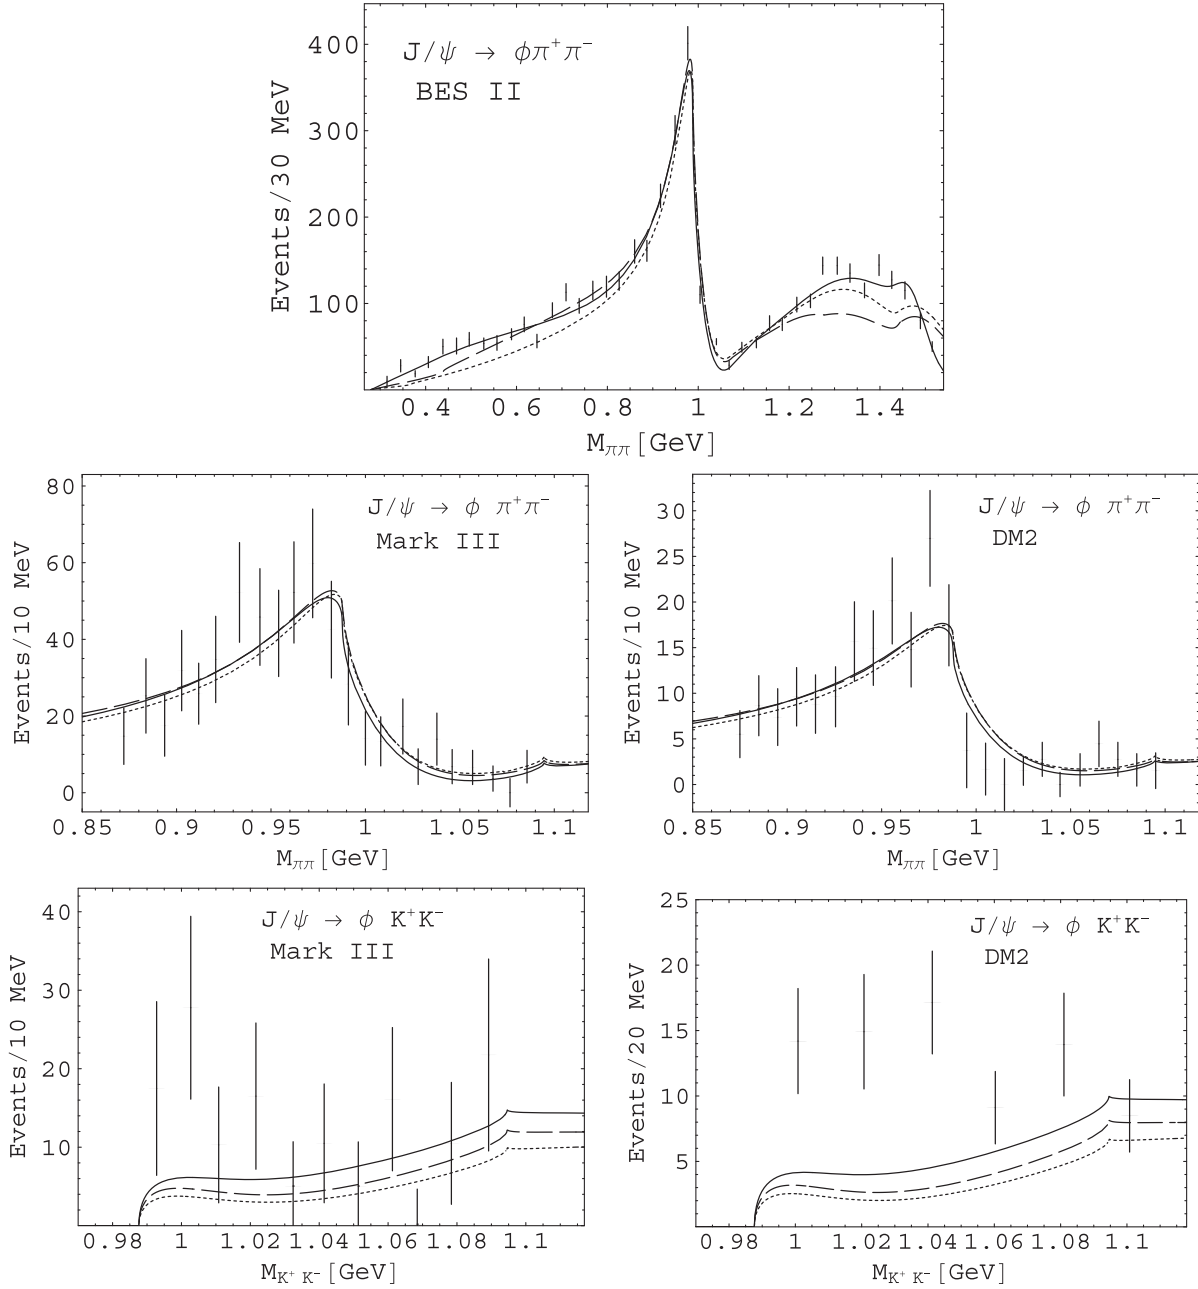 J/ψ → ϕπ⁺π⁻
BES II
Events/30 MeV
400
300
200
100
0.4 0.6 0.8 1 1.2 1.4
M_ππ[GeV]
J/ψ → ϕ π⁺π⁻
Mark III
Events/10 MeV
80
60
40
20
0
0.85 0.9 0.95 1 1.05 1.1
M_ππ[GeV]
J/ψ → ϕ π⁺π⁻
DM2
Events/10 MeV
30
25
20
15
10
5
0
0.85 0.9 0.95 1 1.05 1.1
M_ππ[GeV]
J/ψ → ϕ K⁺K⁻
Mark III
Events/10 MeV
40
30
20
10
0.98 1 1.02 1.04 1.06 1.08 1.1
M_K⁺ K⁻[GeV]
J/ψ → ϕ K⁺K⁻
DM2
Events/20 MeV
25
20
15
10
5
0.98 1 1.02 1.04 1.06 1.08 1.1
M_K⁺ K⁻[GeV]